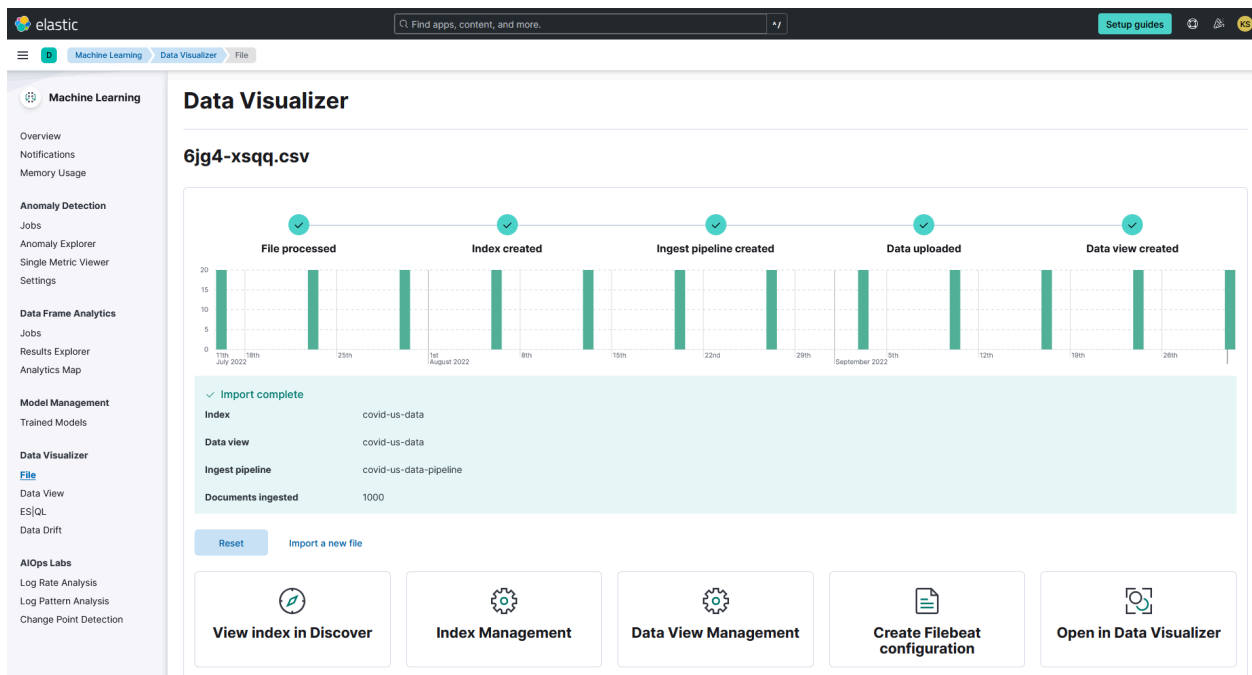 elastic
Find apps, content, and more.
^/
Setup guides
KS
D
Machine Learning
Data Visualizer
File
Machine Learning
Overview
Notifications
Memory Usage
Anomaly Detection
Jobs
Anomaly Explorer
Single Metric Viewer
Settings
Data Frame Analytics
Jobs
Results Explorer
Analytics Map
Model Management
Trained Models
Data Visualizer
File
Data View
ES|QL
Data Drift
AIOps Labs
Log Rate Analysis
Log Pattern Analysis
Change Point Detection
Data Visualizer
6jg4-xsqq.csv
File processed
Index created
Ingest pipeline created
Data uploaded
Data view created
20
15
10
5
0
11th 18th 25th 1st 8th 15th 22nd 29th 5th 12th 19th 26th
July 2022 August 2022 September 2022
Import complete
Index covid-us-data
Data view covid-us-data
Ingest pipeline covid-us-data-pipeline
Documents ingested 1000
Reset Import a new file
View index in Discover
Index Management
Data View Management
Create Filebeat
configuration
Open in Data Visualizer